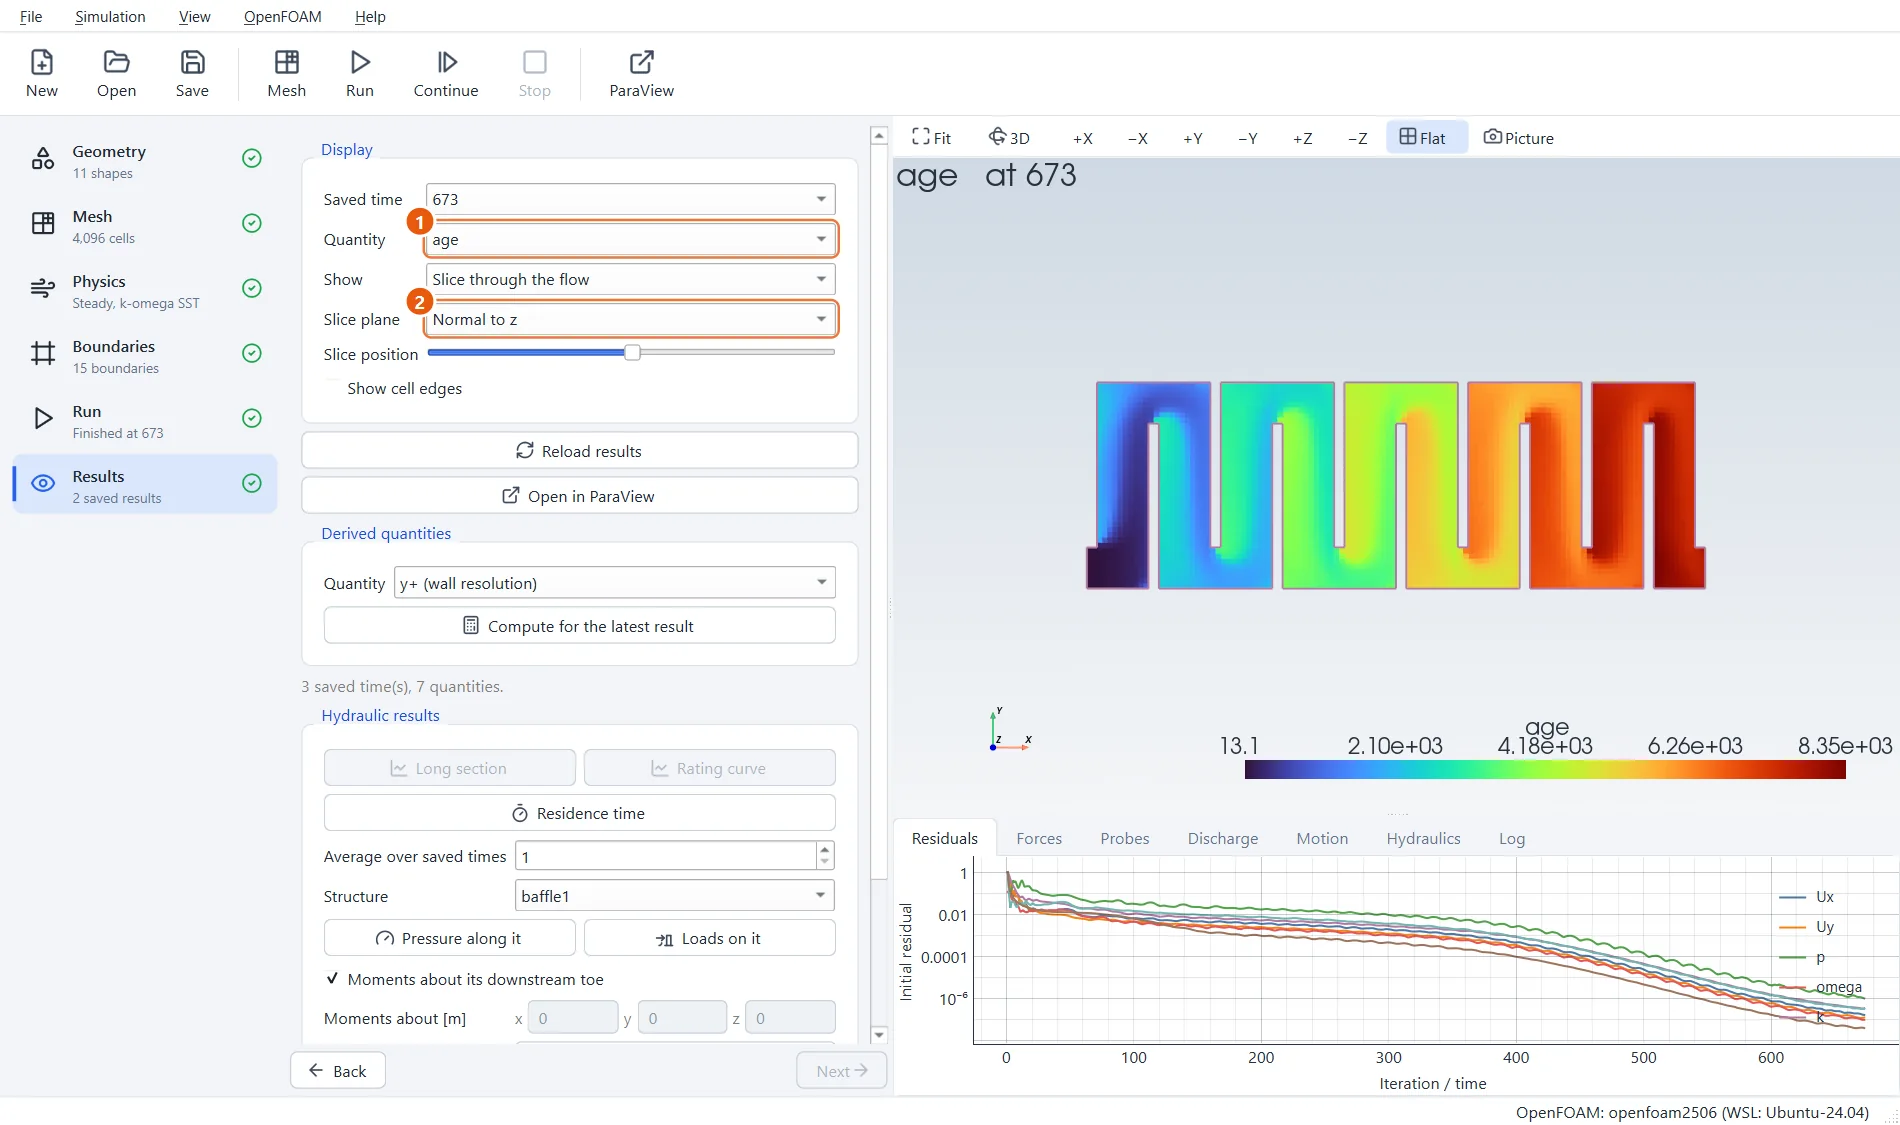 File Simulation View OpenFOAM Help
New Open Save Mesh Run Continue Stop ParaView
Geometry
11 shapes
Mesh
4,096 cells
Physics
Steady, k-omega SST
Boundaries
15 boundaries
Run
Finished at 673
Results
2 saved results
Display
Saved time 673
1
Quantity age
Show Slice through the flow
2
Slice plane Normal to z
Slice position
Show cell edges
Reload results
Open in ParaView
Derived quantities
Quantity y+ (wall resolution)
Compute for the latest result
3 saved time(s), 7 quantities.
Hydraulic results
Long section Rating curve
Residence time
Average over saved times 1
Structure baffle1
Pressure along it Loads on it
Moments about its downstream toe
Moments about [m] x 0 y 0 z 0
Back Next
Fit 3D +X −X +Y −Y +Z −Z Flat Picture
age at 673
Y
Z X
age
13.1 2.10e+03 4.18e+03 6.26e+03 8.35e+03
Residuals Forces Probes Discharge Motion Hydraulics Log
Initial residual
1
0.01
0.0001
10⁻⁶
Ux
Uy
p
omega
k
0 100 200 300 400 500 600
Iteration / time
OpenFOAM: openfoam2506 (WSL: Ubuntu-24.04)